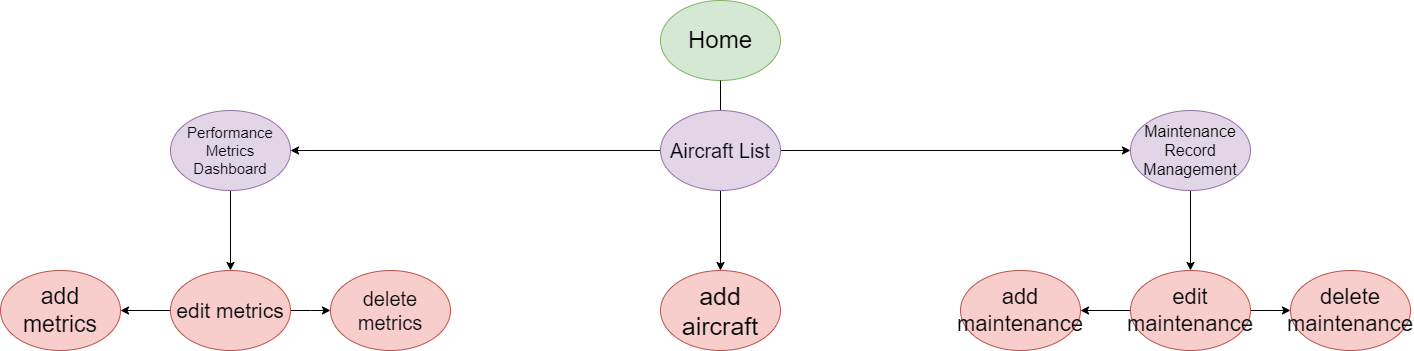 Home
Performance
Metrics
Dashboard
Aircraft List
Maintenance
Record
Management
add
metrics
edit metrics
delete
metrics
add
aircraft
add
maintenance
edit
maintenance
delete
maintenance